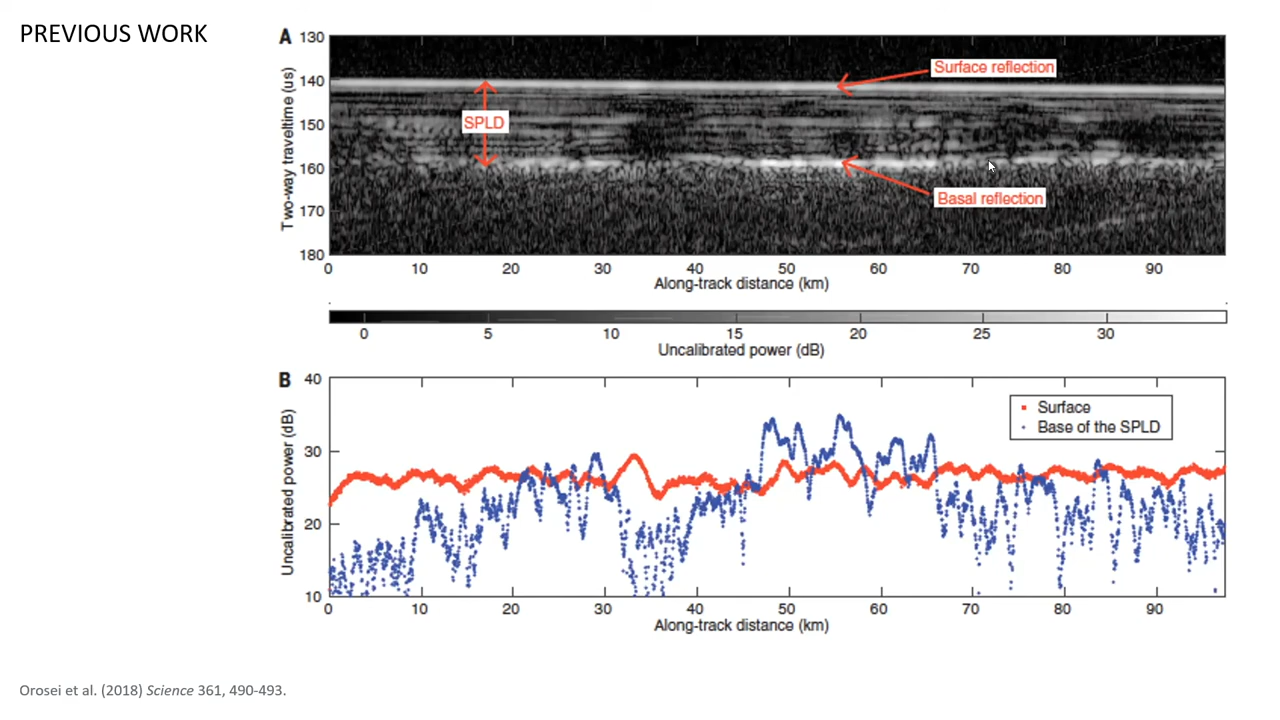 PREVIOUS WORK
A
130
140
150
160
170
180
Two-way traveltime (us)
Surface reflection
SPLD
Basal reflection
0 10 20 30 40 50 60 70 80 90
Along-track distance (km)
0 5 10 15 20 25 30
Uncalibrated power (dB)
B
40
30
20
10
Uncalibrated power (dB)
Surface
Base of the SPLD
0 10 20 30 40 50 60 70 80 90
Along-track distance (km)
Orosei et al. (2018) Science 361, 490-493.